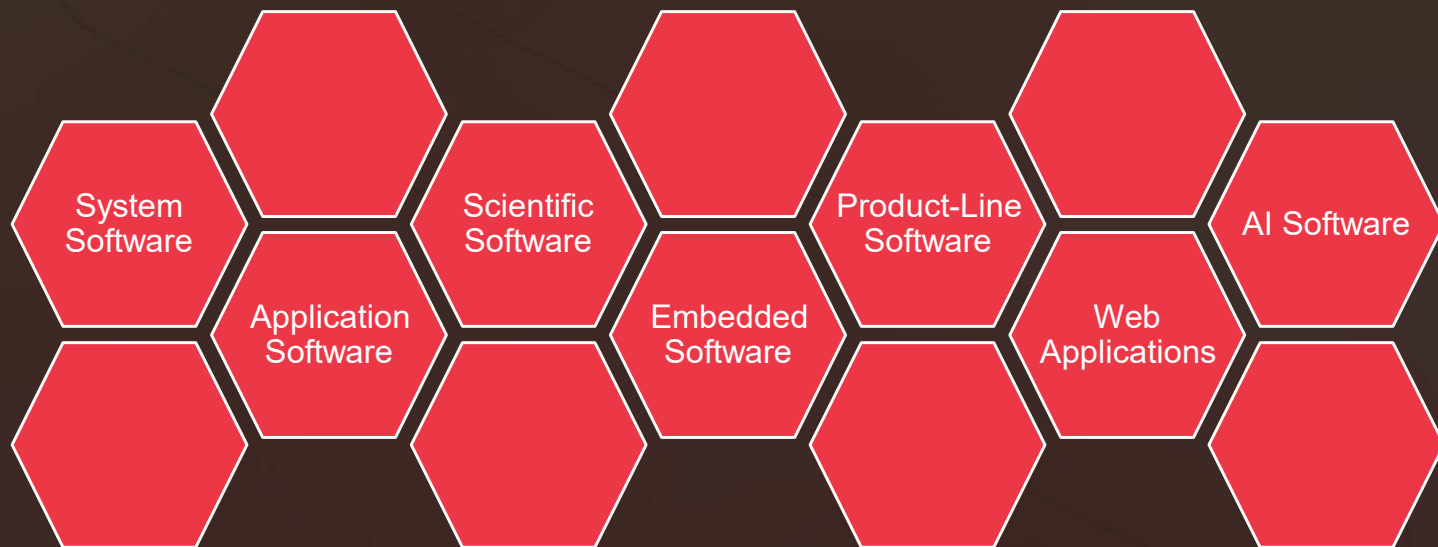 System
Software
Application
Software
Scientific
Software
Embedded
Software
Product-Line
Software
Web
Applications
AI Software